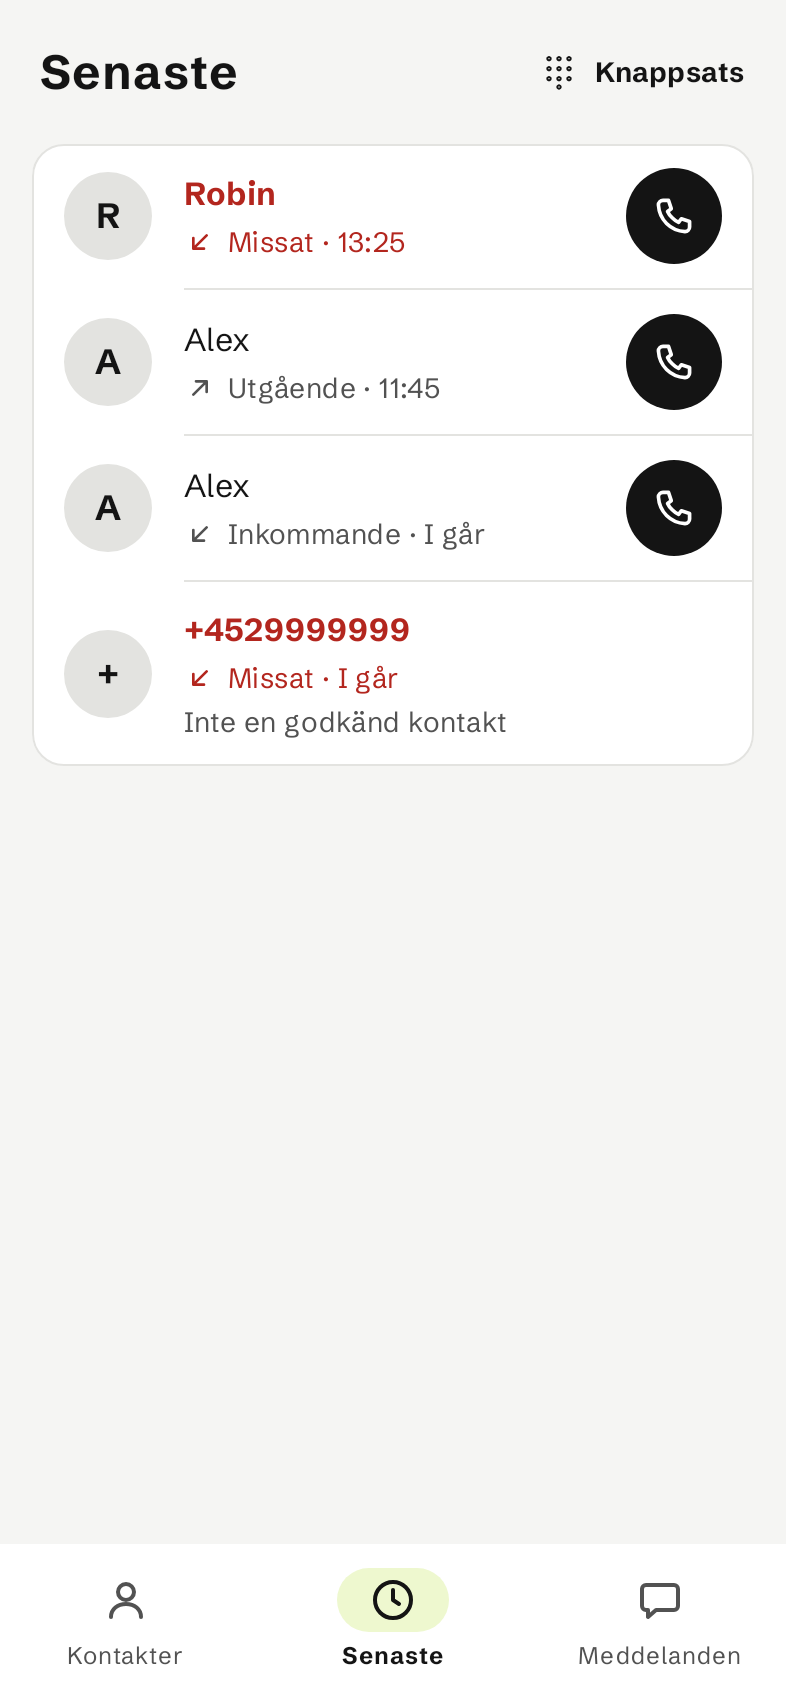 Senaste
Knappsats
R
Robin
Missat · 13:25
A
Alex
Utgående · 11:45
A
Alex
Inkommande · I går
+
+4529999999
Missat · I går
Inte en godkänd kontakt
Kontakter
Senaste
Meddelanden